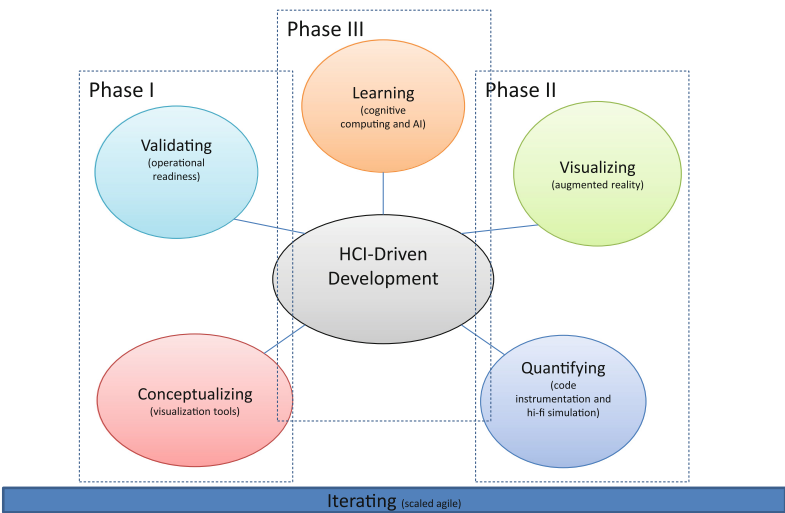 Phase III
Learning
(cognitive
computing and AI)
Phase I
Validating
(operational
readiness)
Phase II
Visualizing
(augmented reality)
HCI-Driven
Development
Conceptualizing
(visualization tools)
Quantifying
(code
instrumentation and
hi-fi simulation)
Iterating (scaled agile)